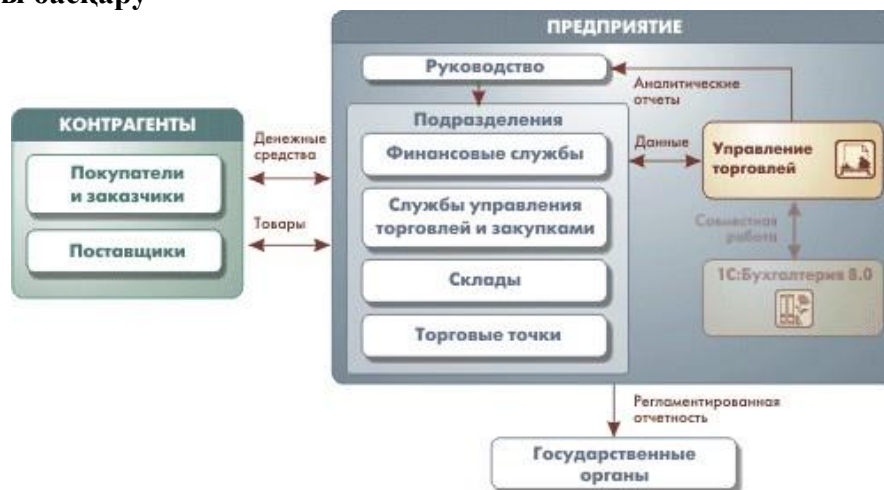 басқару
ПРЕДПРИЯТИЕ
Руководство
Аналитические
отчеты
КОНТРАГЕНТЫ
Покупатели
и заказчики
Поставщики
Денежные
средства
Товары
Подразделения
Финансовые службы
Службы управления
торговлей и закупками
Склады
Торговые точки
Данные
Управление
торговлей
Совместная
работа
1С:Бухгалтерия 8.0
Регламентированная
отчетность
Государственные
органы